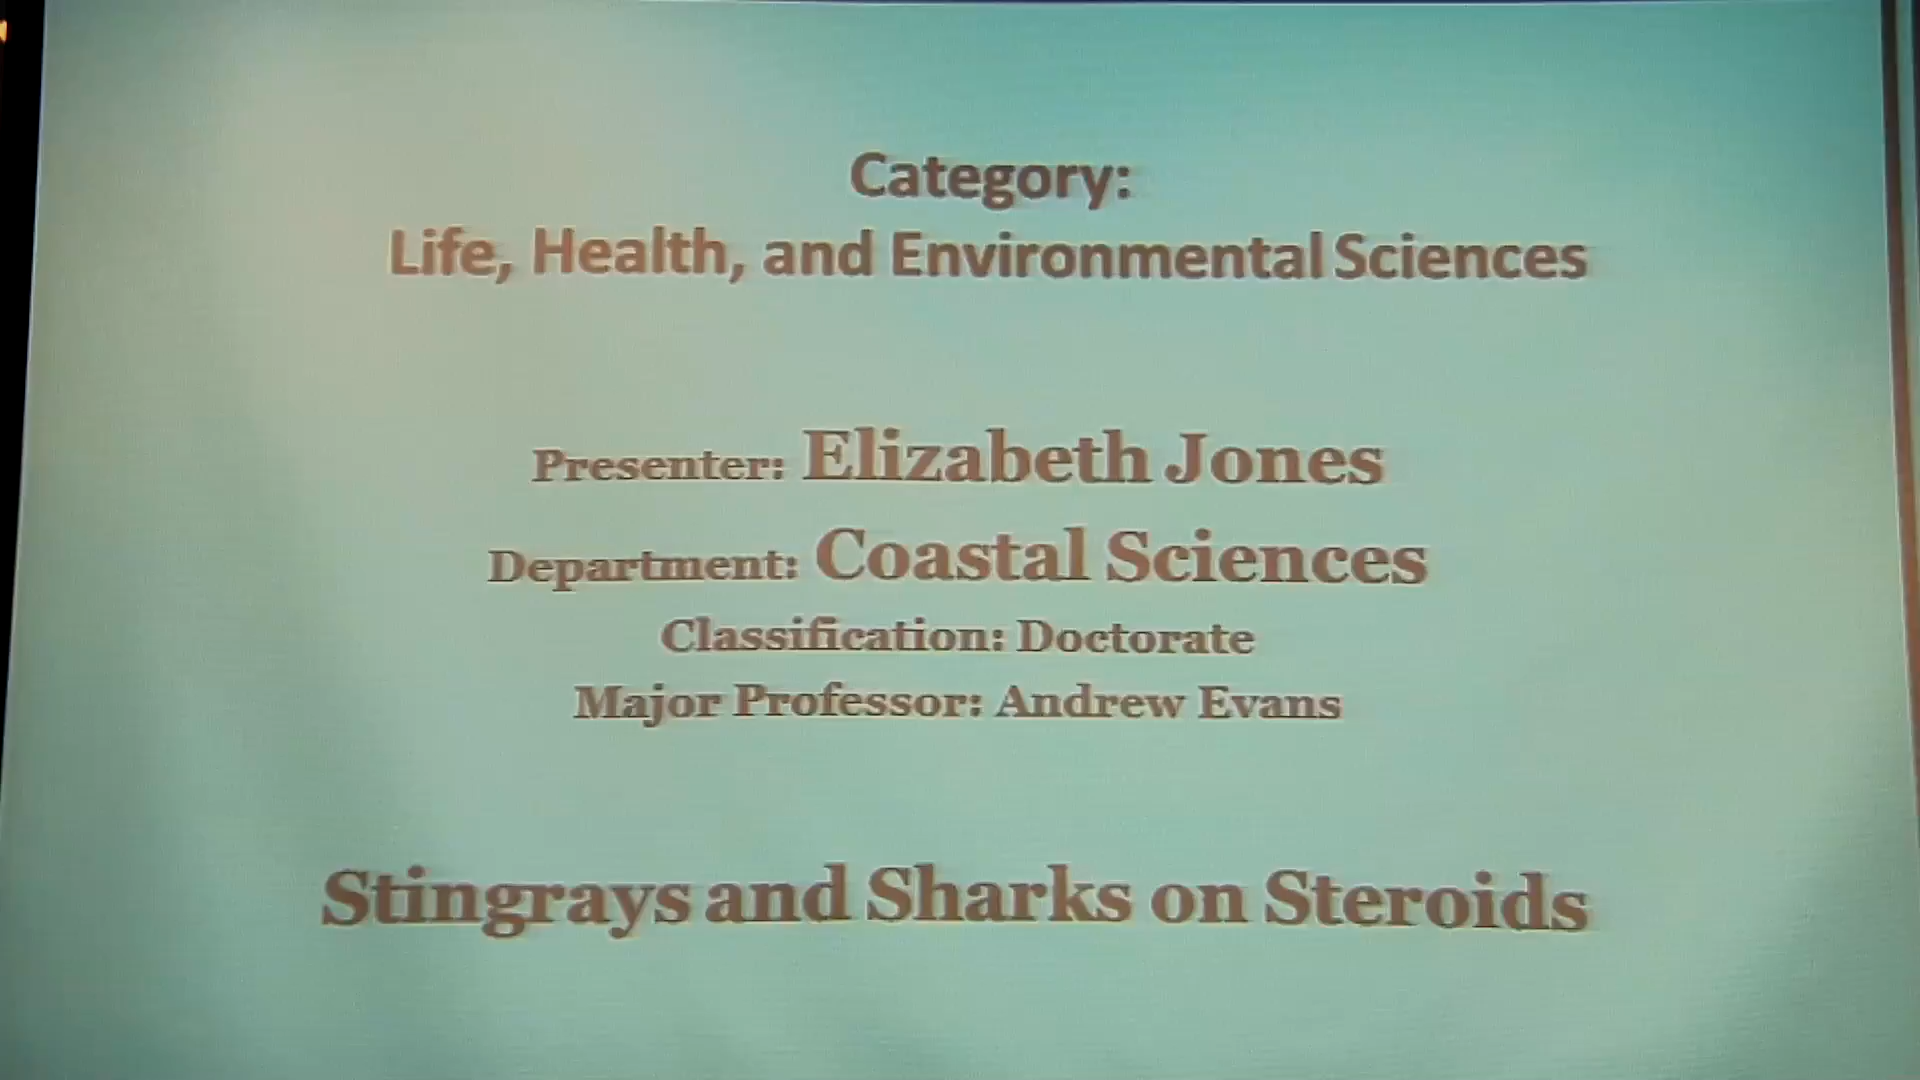 Category:
Life, Health, and Environmental Sciences
Presenter: Elizabeth Jones
Department: Coastal Sciences
Classification: Doctorate
Major Professor: Andrew Evans
Stingrays and Sharks on Steroids